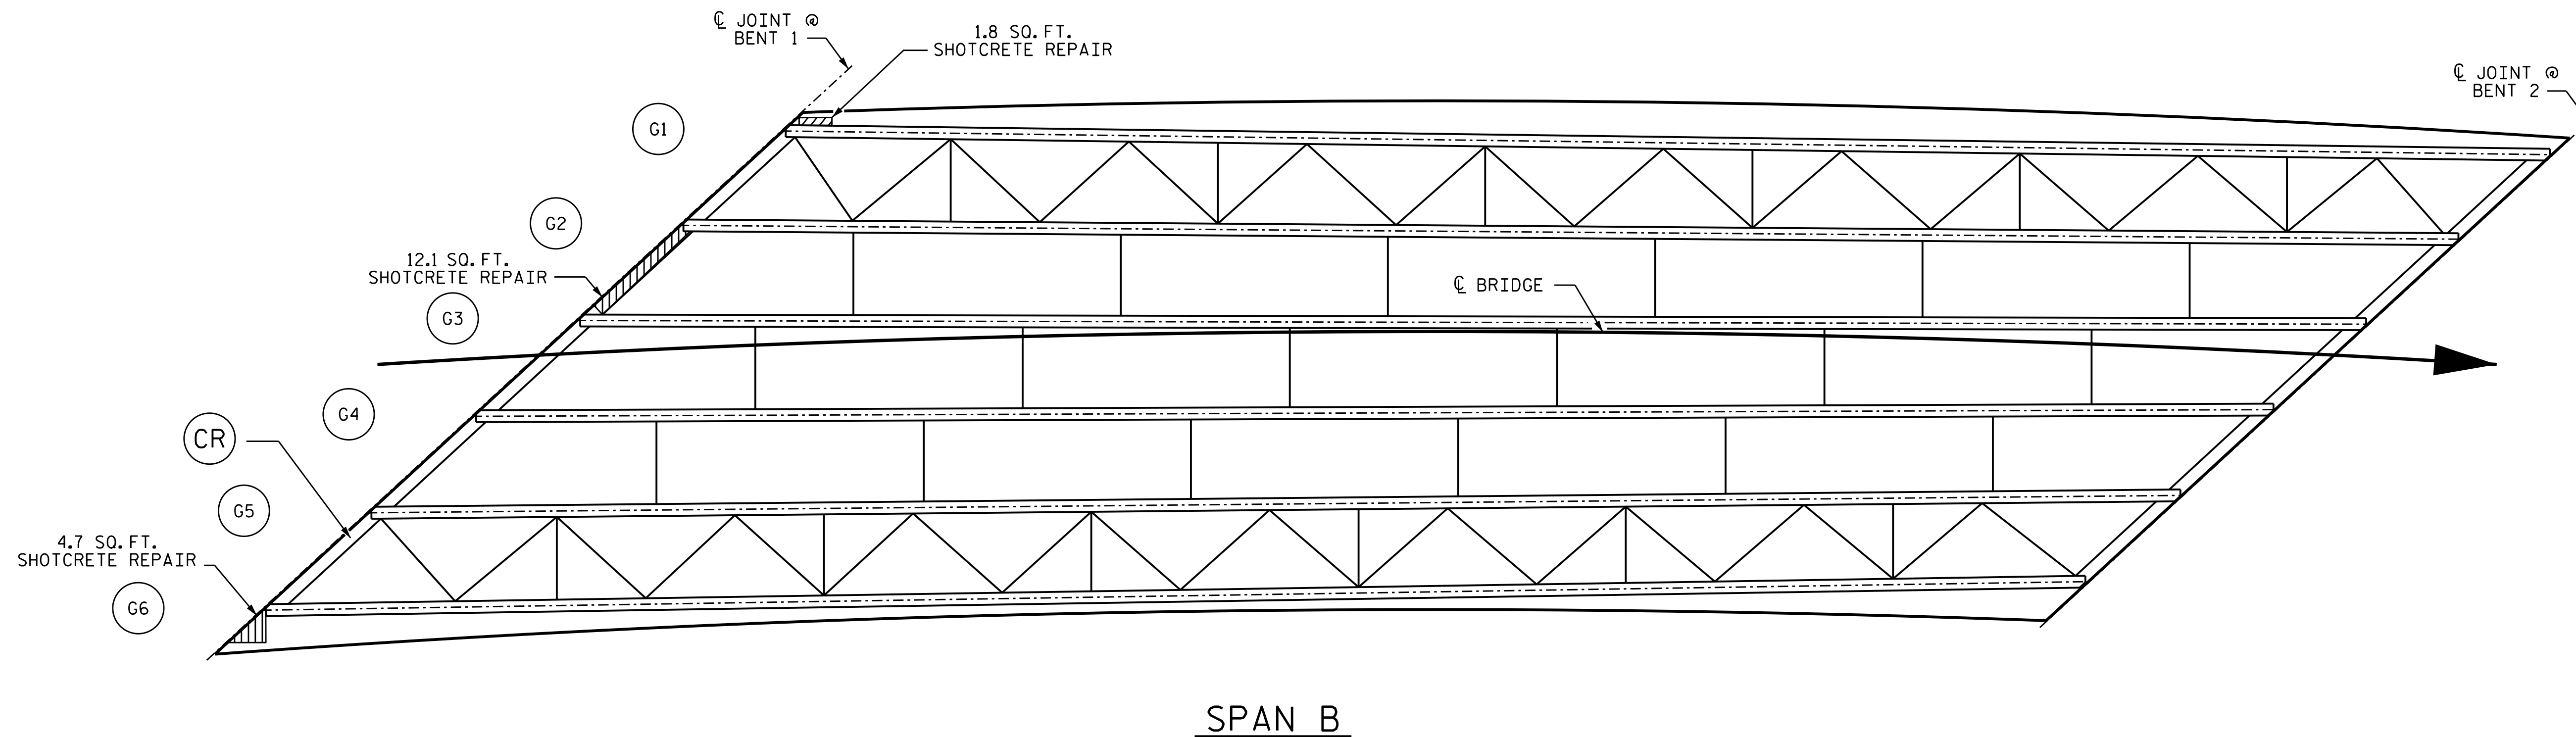 ℄ JOINT @
BENT 1
1.8 SQ.FT.
SHOTCRETE REPAIR
℄ JOINT @
BENT 2
G1
G2
12.1 SQ.FT.
SHOTCRETE REPAIR
℄ BRIDGE
G3
G4
CR
G5
4.7 SQ.FT.
SHOTCRETE REPAIR
G6
SPAN B